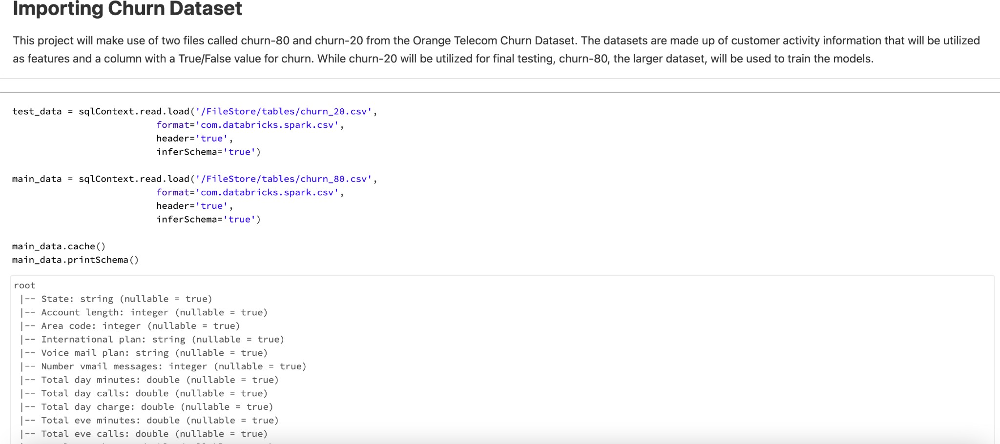 Importing Churn Dataset
This project will make use of two files called churn-80 and churn-20 from the Orange Telecom Churn Dataset. The datasets are made up of customer activity information that will be utilized
as features and a column with a True/False value for churn. While churn-20 will be utilized for final testing, churn-80, the larger dataset, will be used to train the models.
test_data = sqlContext.read.load('/FileStore/tables/churn_20.csv',
format='com.databricks.spark.csv',
header='true',
inferSchema='true')
main_data = sqlContext.read.load('/FileStore/tables/churn_80.csv',
format='com.databricks.spark.csv',
header='true',
inferSchema='true')
main_data.cache()
main_data.printSchema()
root
|-- State: string (nullable = true)
|-- Account length: integer (nullable = true)
|-- Area code: integer (nullable = true)
|-- International plan: string (nullable = true)
|-- Voice mail plan: string (nullable = true)
|-- Number vmail messages: integer (nullable = true)
|-- Total day minutes: double (nullable = true)
|-- Total day calls: double (nullable = true)
|-- Total day charge: double (nullable = true)
|-- Total eve minutes: double (nullable = true)
|-- Total eve calls: double (nullable = true)